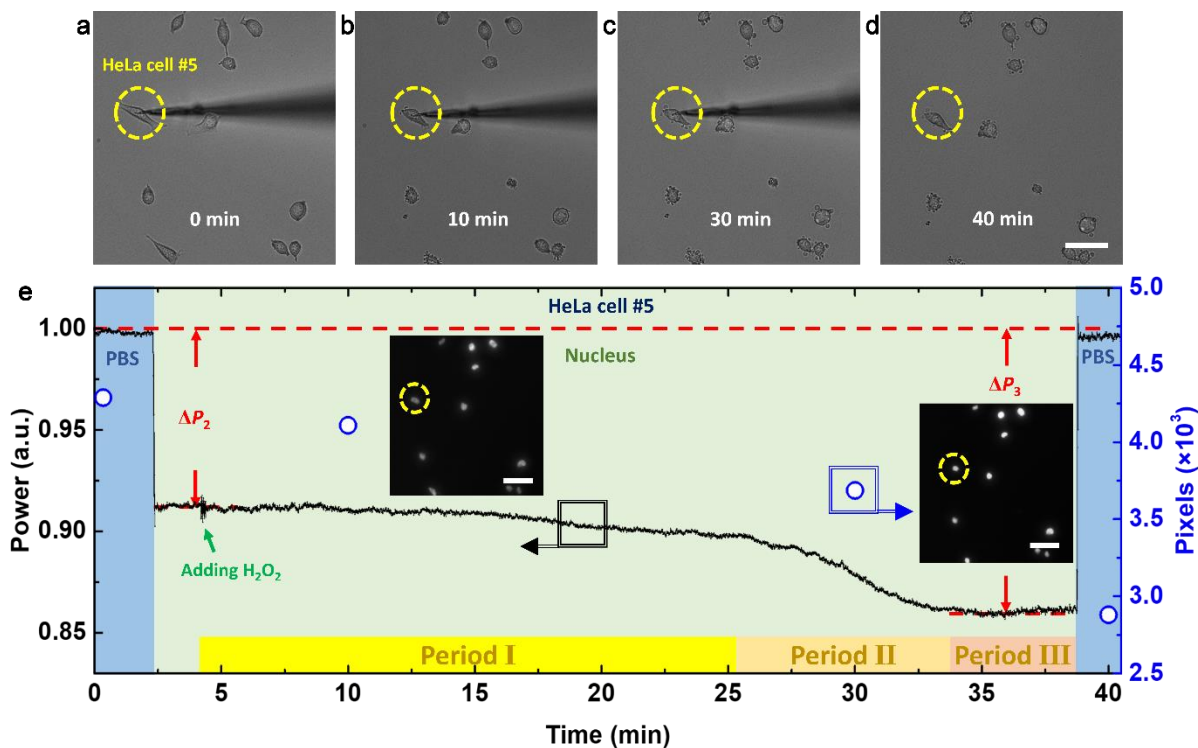 a
b
c
d
HeLa cell #5
0 min
10 min
30 min
40 min
e
HeLa cell #5
PBS
Nucleus
PBS
ΔP₂
ΔP₃
Adding H₂O₂
Period I
Period II
Period III
1.00
0.95
0.90
0.85
Power (a.u.)
5.0
4.5
4.0
3.5
3.0
2.5
Pixels (×10³)
0
5
10
15
20
25
30
35
40
Time (min)